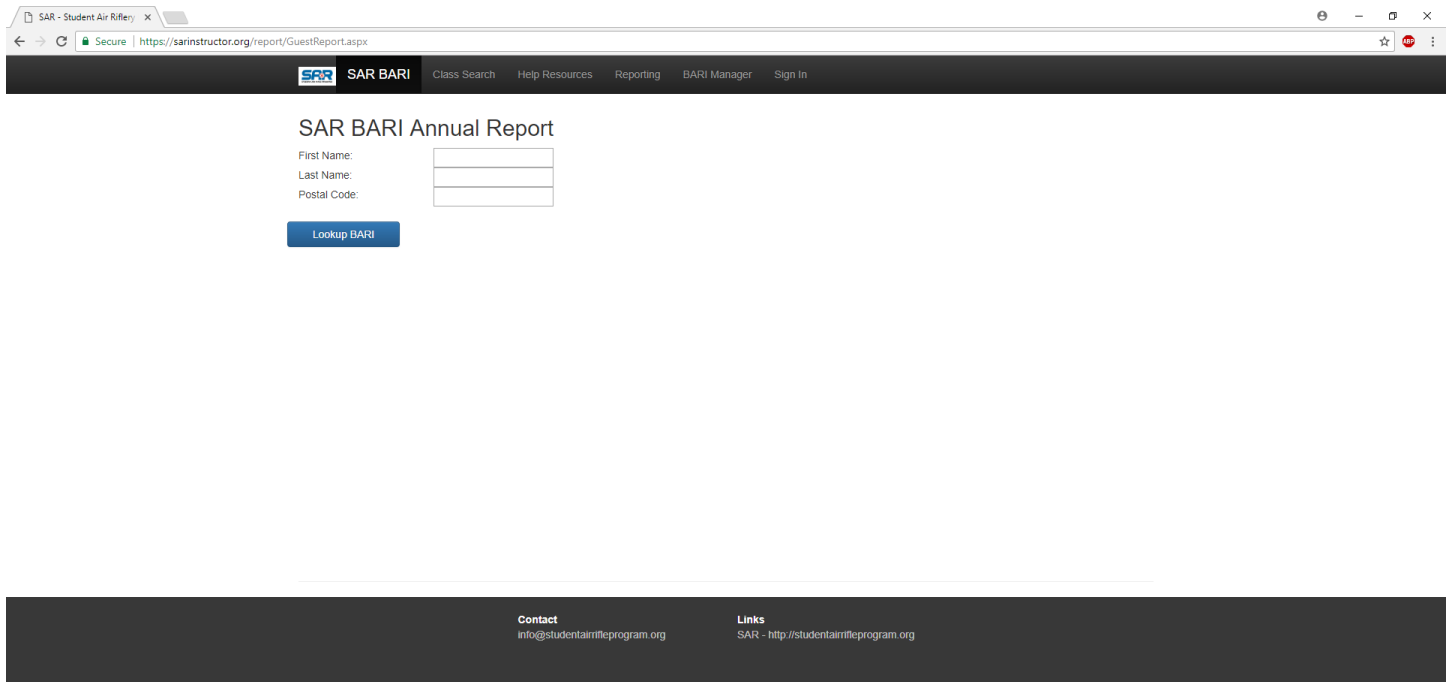 SAR - Student Air Riflery
Secure | https://sarinstructor.org/report/GuestReport.aspx
ABP
SAR SAR BARI Class Search Help Resources Reporting BARI Manager Sign In
SAR BARI Annual Report
First Name:
Last Name:
Postal Code:
Lookup BARI
Contact Links
info@studentairrifleprogram.org SAR - http://studentairrifleprogram.org